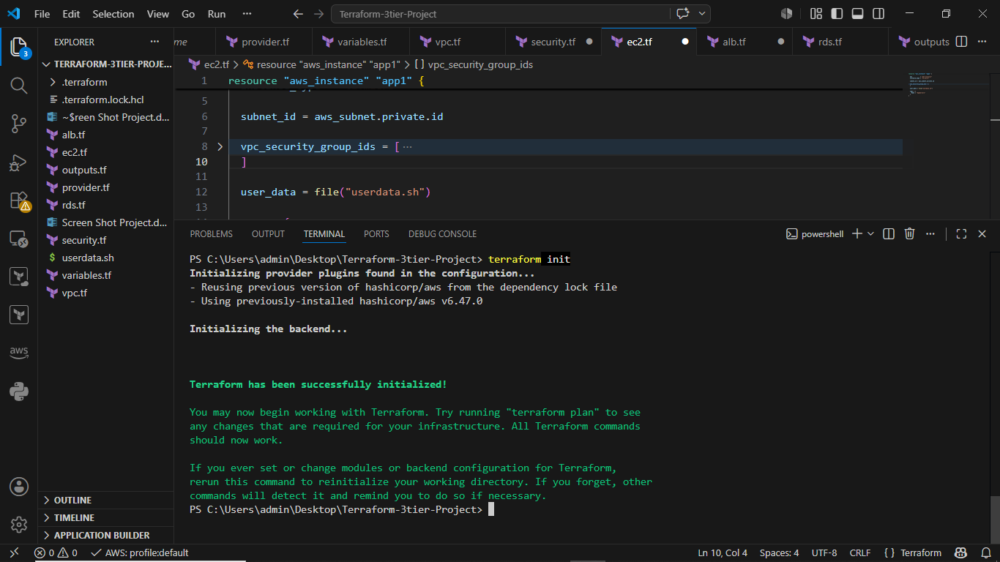 File Edit Selection View Go Run ···
Terraform-3tier-Project
EXPLORER ···
me provider.tf variables.tf vpc.tf security.tf ec2.tf alb.tf rds.tf outputs ···
3
TERRAFORM-3TIER-PROJE...
.terraform
.terraform.lock.hcl
~$reen Shot Project.d...
alb.tf
ec2.tf
outputs.tf
provider.tf
rds.tf
Screen Shot Project.d...
security.tf
$ userdata.sh
variables.tf
vpc.tf
aws
OUTLINE
TIMELINE
APPLICATION BUILDER
ec2.tf > resource "aws_instance" "app1" > [ ] vpc_security_group_ids
1 resource "aws_instance" "app1" {
5
6 subnet_id = aws_subnet.private.id
7
8 vpc_security_group_ids = [ ···
10 ]
11
12 user_data = file("userdata.sh")
13
PROBLEMS OUTPUT TERMINAL PORTS DEBUG CONSOLE
powershell
PS C:\Users\admin\Desktop\Terraform-3tier-Project> terraform init
Initializing provider plugins found in the configuration...
- Reusing previous version of hashicorp/aws from the dependency lock file
- Using previously-installed hashicorp/aws v6.47.0
Initializing the backend...
Terraform has been successfully initialized!
You may now begin working with Terraform. Try running "terraform plan" to see
any changes that are required for your infrastructure. All Terraform commands
should now work.
If you ever set or change modules or backend configuration for Terraform,
rerun this command to reinitialize your working directory. If you forget, other
commands will detect it and remind you to do so if necessary.
PS C:\Users\admin\Desktop\Terraform-3tier-Project>
0 0 AWS: profile:default
Ln 10, Col 4 Spaces: 4 UTF-8 CRLF { } Terraform